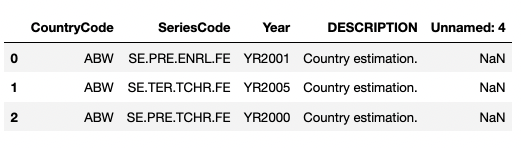 CountryCode SeriesCode Year DESCRIPTION Unnamed: 4
0 ABW SE.PRE.ENRL.FE YR2001 Country estimation. NaN
1 ABW SE.TER.TCHR.FE YR2005 Country estimation. NaN
2 ABW SE.PRE.TCHR.FE YR2000 Country estimation. NaN